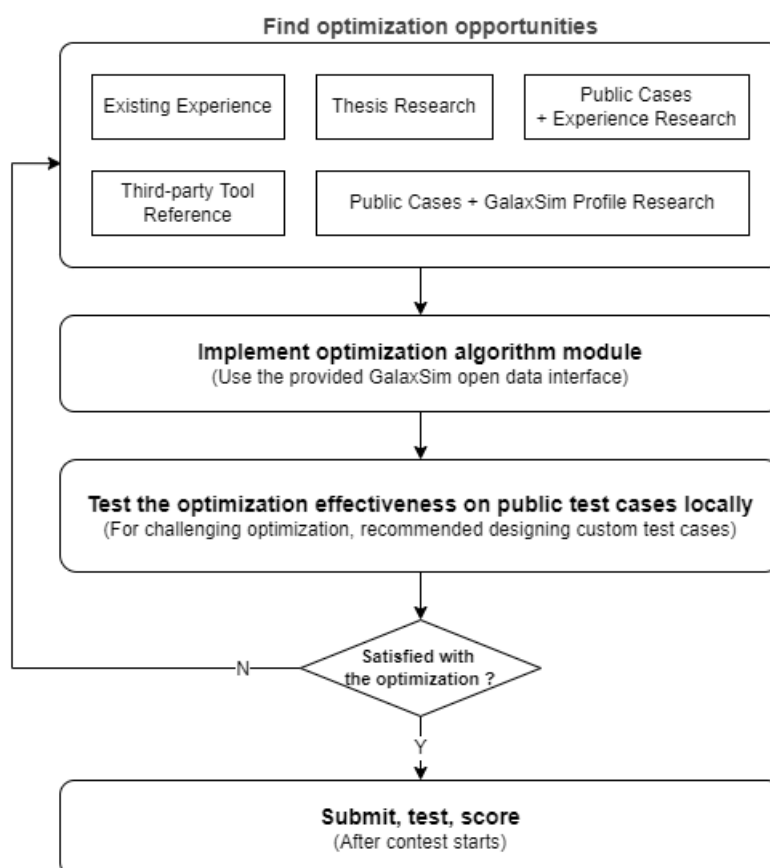 Find optimization opportunities
Existing Experience
Thesis Research
Public Cases
+ Experience Research
Third-party Tool
Reference
Public Cases + GalaxSim Profile Research
Implement optimization algorithm module
(Use the provided GalaxSim open data interface)
Test the optimization effectiveness on public test cases locally
(For challenging optimization, recommended designing custom test cases)
Satisfied with
the optimization ?
N
Y
Submit, test, score
(After contest starts)